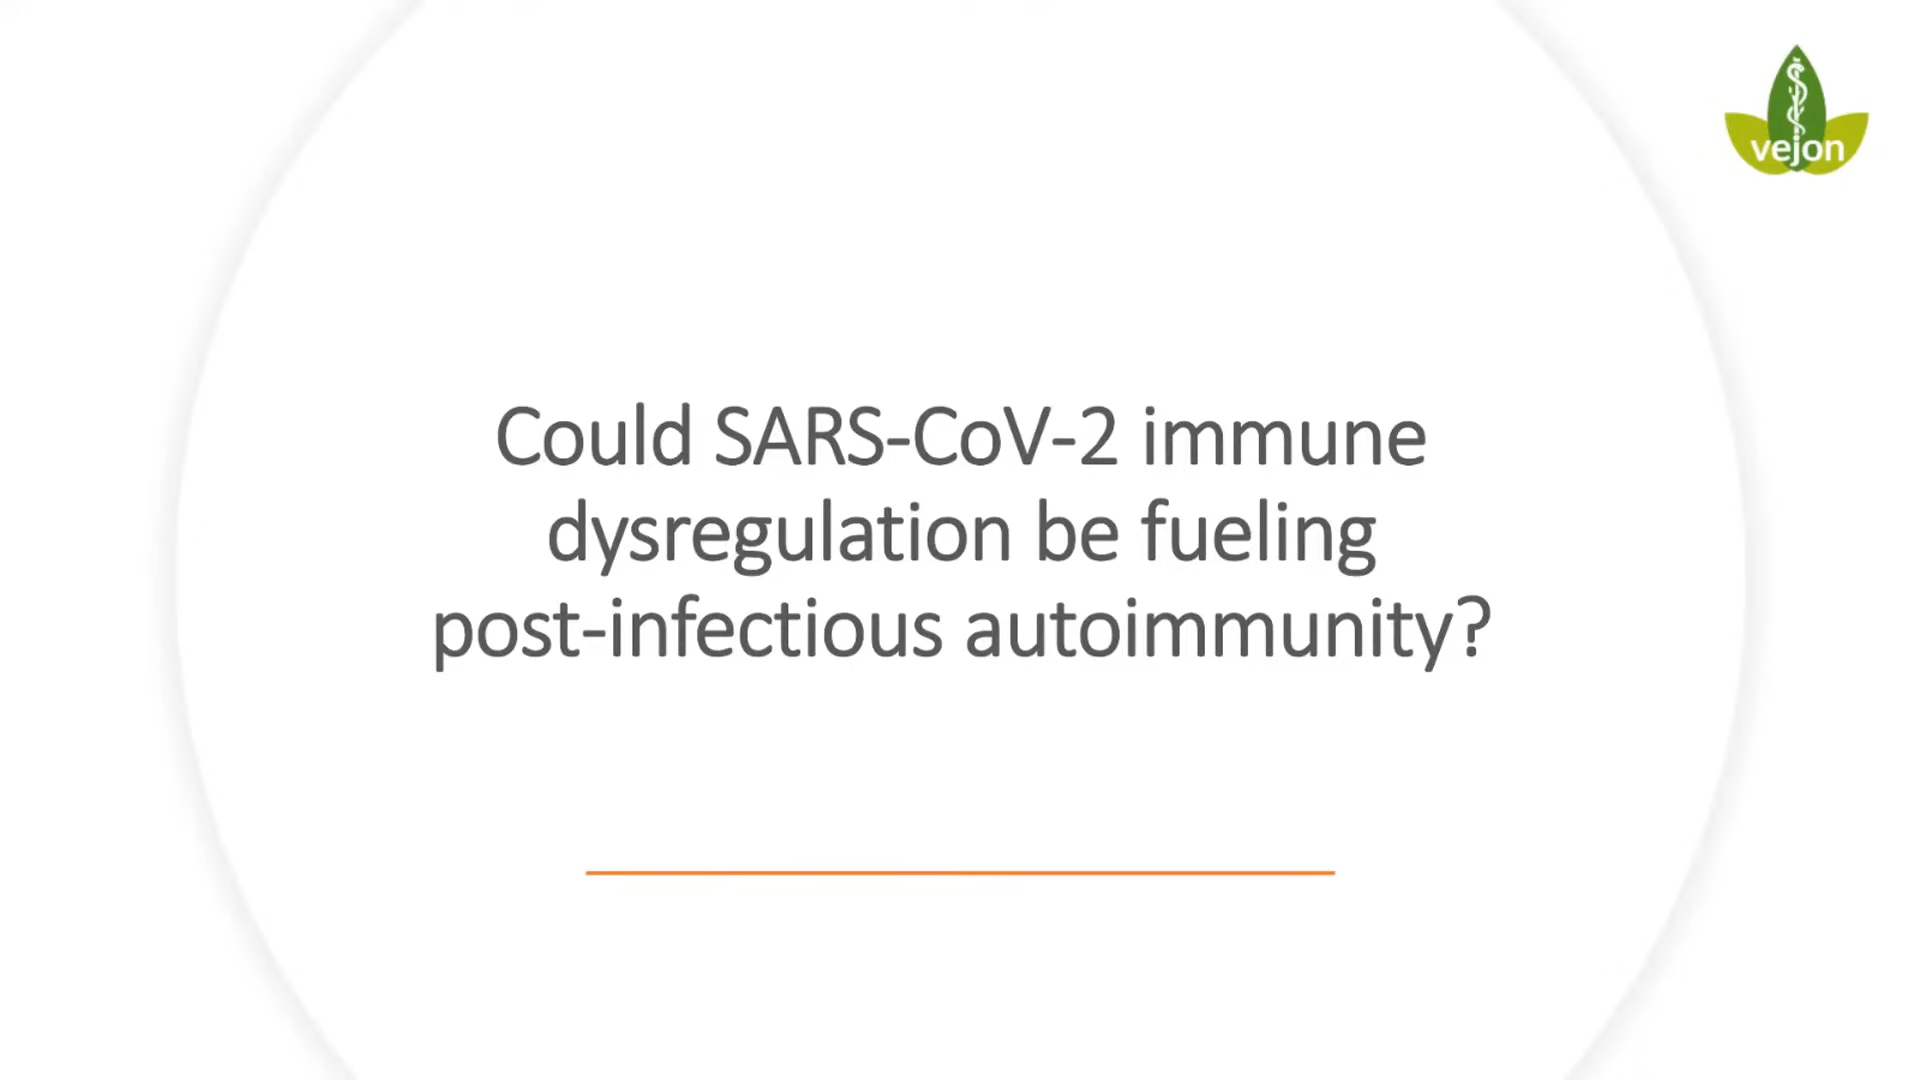 vejon
Could SARS-CoV-2 immune
dysregulation be fueling
post-infectious autoimmunity?